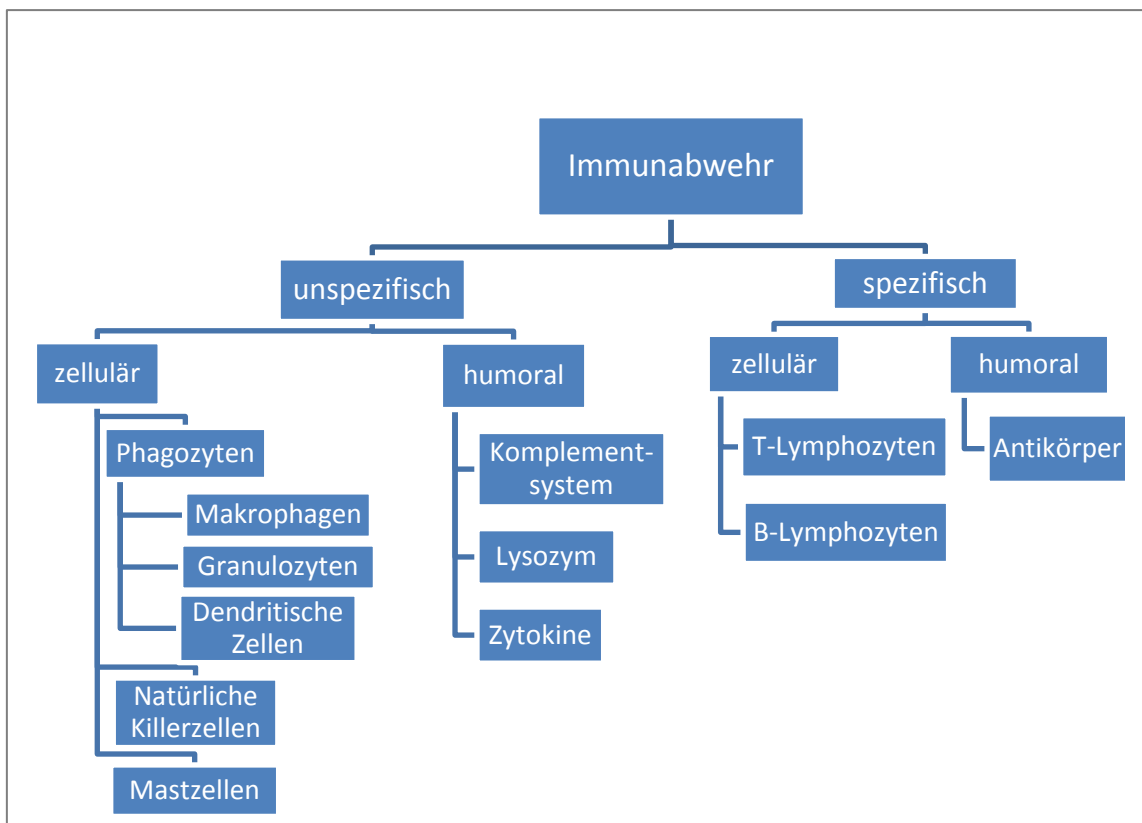 Immunabwehr
unspezifisch
spezifisch
zellulär
humoral
zellulär
humoral
Phagozyten
Makrophagen
Granulozyten
Dendritische
Zellen
Natürliche
Killerzellen
Mastzellen
Komplement-
system
Lysozym
Zytokine
T-Lymphozyten
B-Lymphozyten
Antikörper